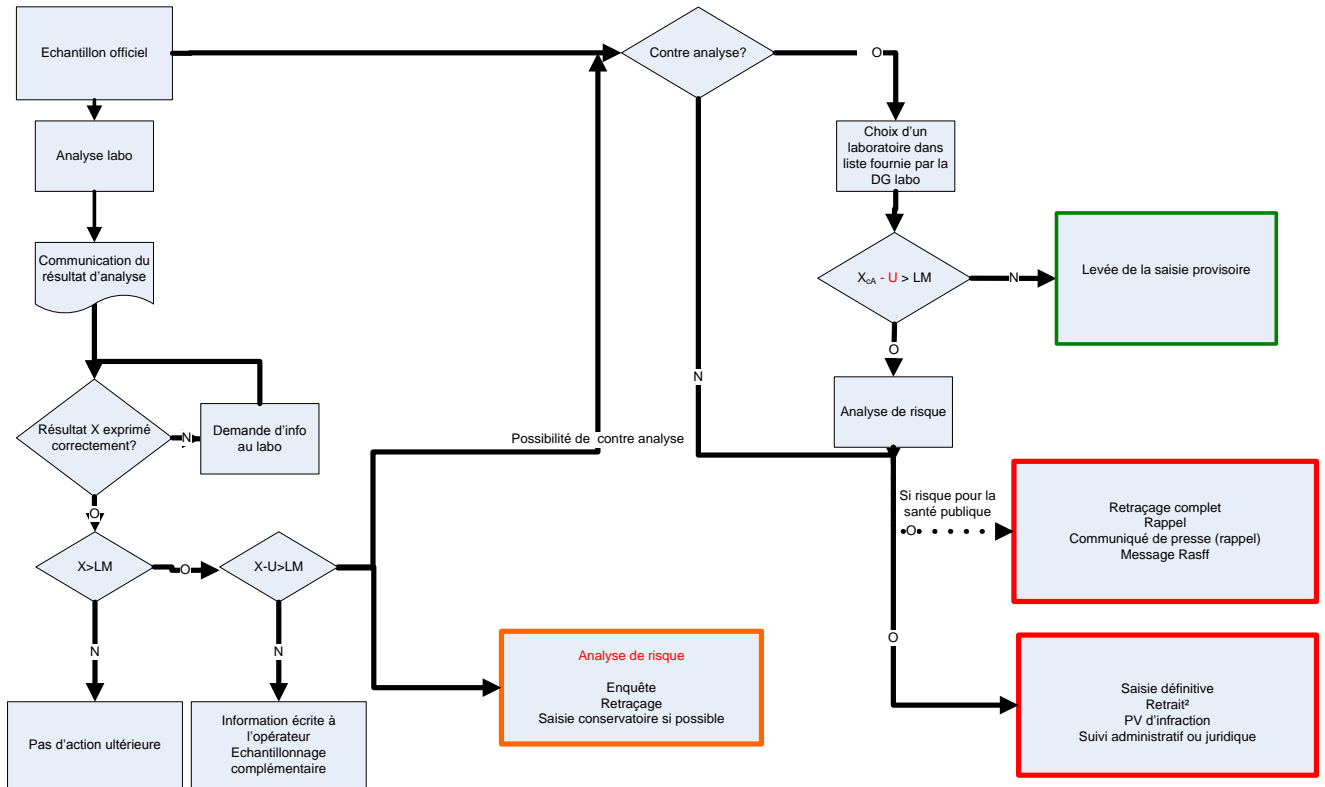 Echantillon officiel
Contre analyse?
O
Analyse labo
Choix d'un
laboratoire dans
liste fournie par la
DG labo
Communication du
résultat d'analyse
XcA - U > LM
N
Levée de la saisie provisoire
O
Résultat X exprimé
correctement?
N
Demande d'info
au labo
Possibilité de contre analyse
N
Analyse de risque
O
X>LM
O
X-U>LM
Si risque pour la
santé publique
O
Retraçage complet
Rappel
Communiqué de presse (rappel)
Message Rasff
N
N
O
Pas d'action ultérieure
Information écrite à
l'opérateur
Echantillonnage
complémentaire
Analyse de risque
Enquête
Retraçage
Saisie conservatoire si possible
Saisie définitive
Retrait²
PV d'infraction
Suivi administratif ou juridique